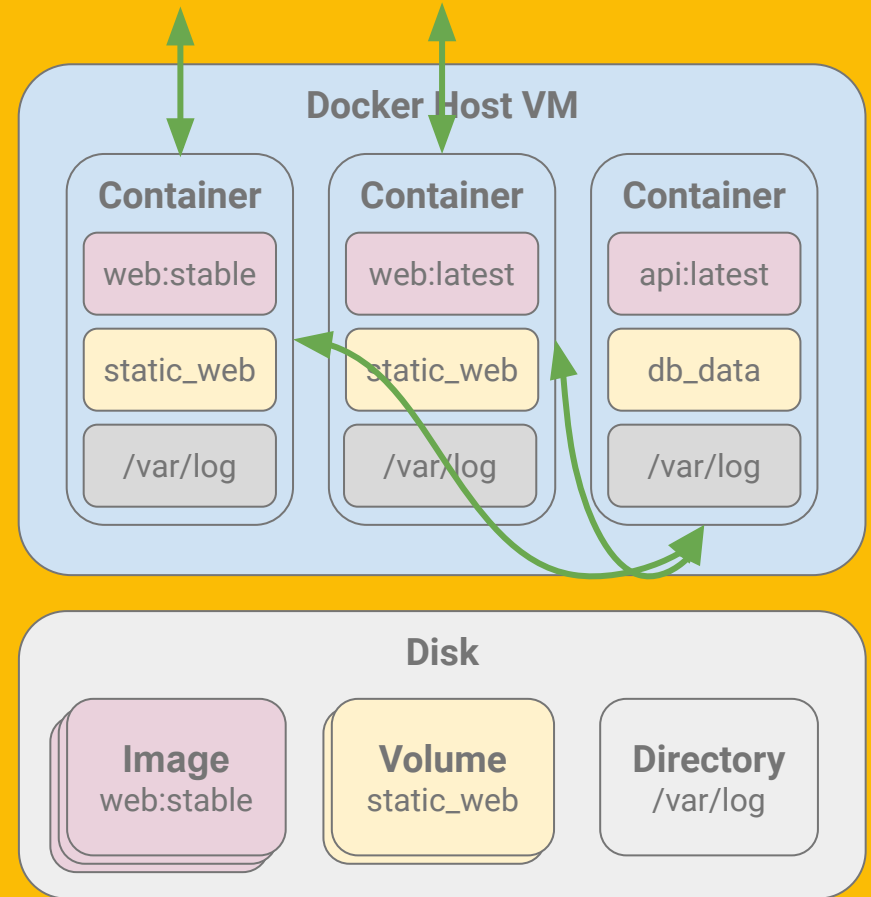 Docker Host VM
Container
web:stable
static_web
/var/log
Container
web:latest
static_web
/var/log
Container
api:latest
db_data
/var/log
Disk
Image
web:stable
Volume
static_web
Directory
/var/log